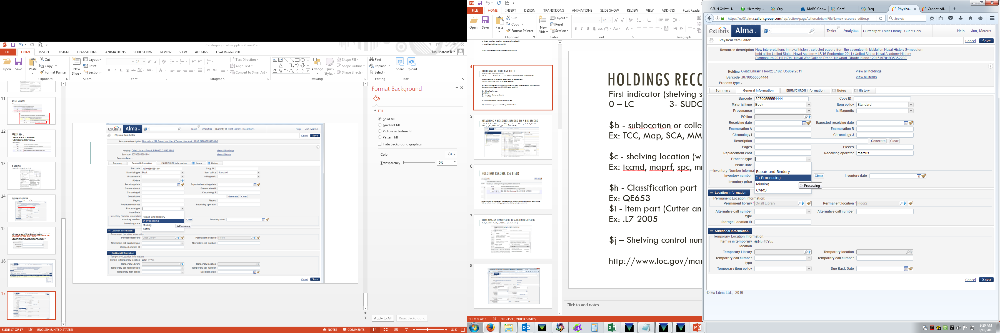 Cataloging in alma.pptx - PowerPoint
FILE HOME INSERT DESIGN TRANSITIONS ANIMATIONS SLIDE SHOW REVIEW VIEW ADD-INS Foxit Reader PDF
Jun, Marcus B
Open Save Paste Cut Copy Format Painter New Slide Layout Reset Section 22
Text Direction Align Text Convert to SmartArt Arrange Quick Styles Shape Fill Shape Outline Shape Effects Find Replace Select Share Upload
Clipboard Slides Font Paragraph Drawing Editing Box
11
BEFORE AND AFTER
12
13
3. ADD ITEM
14
PHYSICAL ITEM EDITOR
15
16
17
ExLibris Alma Tasks Analytics Currently at: Oviatt Library - Guest Serv... Help Jun, Marcus
Physical Item Editor Cancel Save
Resource description Black dogs / McEwan, Ian. Nan A Talese New York : 1992. [9780385425414]
Holding Oviatt Library: Floor4; PR6063.C4 B5 1992 View all holdings
Barcode 30700555554444 View all items
Process type -
Summary General Information ENUM/CHRON information Notes History
Barcode 30700555554444 Copy ID
Material type Book Item policy Standard
Provenance Is Magnetic
PO line
Receiving date Expected receiving date
Enumeration A Enumeration B
Chronology I Chronology J
Description Generate Clear
Pages Pieces
Replacement cost Receiving operator
Process type
Issue Date
Inventory Number Information Repair and Bindery
Inventory number In Processing Clear Inventory date
Inventory price Missing In Processing
CAMS
Location Information
Permanent Location Information:
Permanent library * Oviatt Library Permanent location * Floor4
Alternative call number type Alternative call number
Storage Location ID
Additional Information
Temporary Location Information:
Item is in temporary location No Yes
Temporary Library Temporary location
Temporary call number type Temporary call number
Temporary item policy Due Back Date
Cancel Save
Format Background
FILL
Solid fill
Gradient fill
Picture or texture fill
Pattern fill
Hide background graphics
Color
Transparency 0%
Apply to All Reset Background
SLIDE 17 OF 17 ENGLISH (UNITED STATES) NOTES COMMENTS 81%
FILE HOME INSERT DESIGN TRANSITIONS ANIMATIONS SLIDE SHOW REVIEW VIEW ADD-INS Foxit Reader
Open Save Paste Cut Copy Format Painter New Slide Layout Reset Section 22
Clipboard Slides Font Paragraph
4
HOLDINGS RECORD: 852 FIELD
5
ATTACHING A HOLDINGS RECORD TO A BIB RECORD
6
HOLDINGS RECORD: 852 FIELD
7
ATTACHING AN ITEM RECORD TO A HOLDINGS RECORD
8
HOLDINGS RECO
First indicator (shelving s
0 – LC 3- SUDC
$b - sublocation or colle
Ex: TCC, Map, SCA, MM
$c - shelving location (w
Ex: tccmd, maprf, spc, m
$h - Classification part
Ex: QE653
$i - Item part (Cutter an
Ex: .L7 2005
$j – Shelving control num
http://www.loc.gov/mar
Click to add notes
SLIDE 4 OF 8 ENGLISH (UNITED STATES)
CSUN Oviatt Li... Hierarchy ... Ctry MARC Cod... Conf Freq Physica... Cannot edi...
https://na03.alma.exlibrisgroup.com/rep/action/pageAction.do?xmlFileName=resource_editor.p Search
ExLibris Alma Tasks Analytics Currently at: Oviatt Library - Guest Serv... Help Jun, Marcus
Physical Item Editor Cancel Save
Resource description New interpretations in naval history : selected papers from the seventeenth McMullen Naval History Symposium
held at the United States Naval Academy 15/16 September 2011 / United States Naval Academy History
Symposium 2011) (17th : Naval War College Press, Newport, Rhode Island : 2016 [9781935352280]
Holding Oviatt Library: Floor2; E182 .U5869 2011 View all holdings
Barcode 30700555554444 View all items
Process type -
Summary General Information ENUM/CHRON information Notes History
Barcode 30700555554444 Copy ID
Material type Book Item policy Standard
Provenance Is Magnetic
PO line
Receiving date Expected receiving date
Enumeration A Enumeration B
Chronology I Chronology J
Description Generate Clear
Pages Pieces
Replacement cost Receiving operator marcus
Process type
Issue Date
Inventory Number Informat Repair and Bindery
Inventory number In Processing Clear Inventory date
Inventory price Missing In Processing
CAMS
Location Information
Permanent Location Information:
Permanent library * Oviatt Library Permanent location * Floor2
Alternative call number type Alternative call number
Storage Location ID
Additional Information
Temporary Location Information:
Item is in temporary location No Yes
Temporary Library Temporary location
Temporary call number type Temporary call number
Temporary item policy Due Back Date
Cancel Save
© Ex Libris Ltd., 2016
9:20 AM
8/18/2016